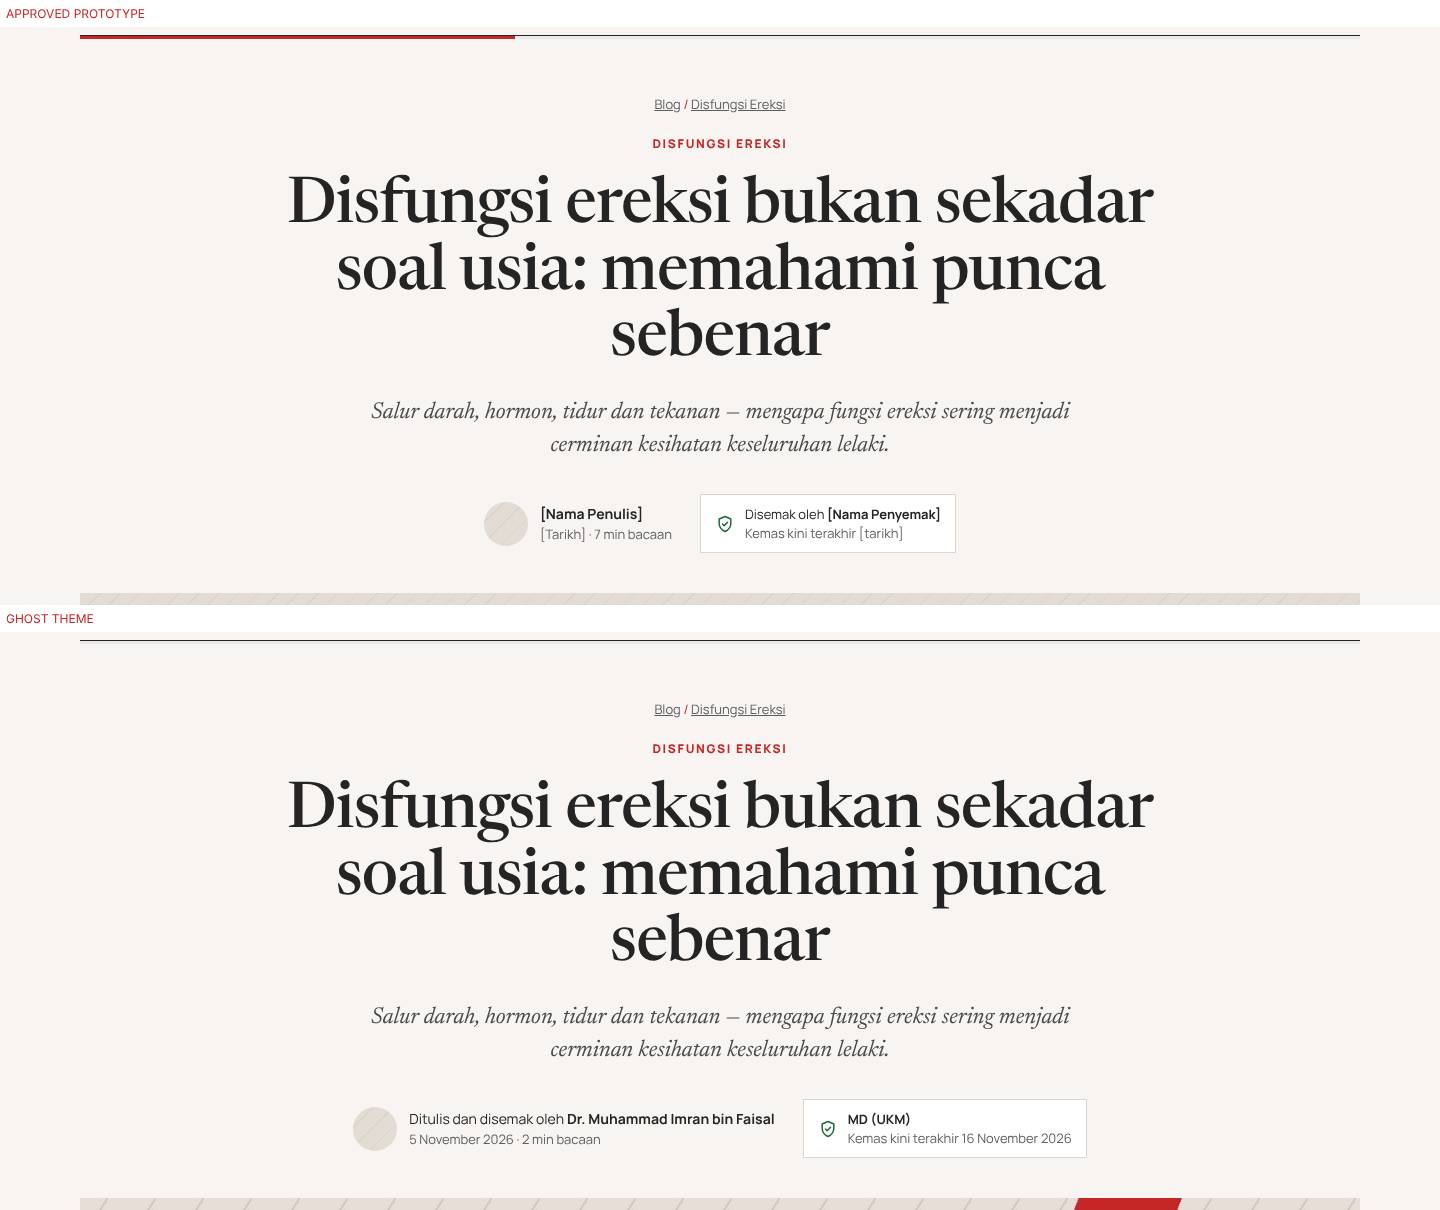 APPROVED PROTOTYPE
Blog / Disfungsi Ereksi
DISFUNGSI EREKSI
Disfungsi ereksi bukan sekadar
soal usia: memahami punca
sebenar
Salur darah, hormon, tidur dan tekanan — mengapa fungsi ereksi sering menjadi
cerminan kesihatan keseluruhan lelaki.
[Nama Penulis]
[Tarikh] · 7 min bacaan
Disemak oleh [Nama Penyemak]
Kemas kini terakhir [tarikh]
GHOST THEME
Blog / Disfungsi Ereksi
DISFUNGSI EREKSI
Disfungsi ereksi bukan sekadar
soal usia: memahami punca
sebenar
Salur darah, hormon, tidur dan tekanan — mengapa fungsi ereksi sering menjadi
cerminan kesihatan keseluruhan lelaki.
Ditulis dan disemak oleh Dr. Muhammad Imran bin Faisal
5 November 2026 · 2 min bacaan
MD (UKM)
Kemas kini terakhir 16 November 2026